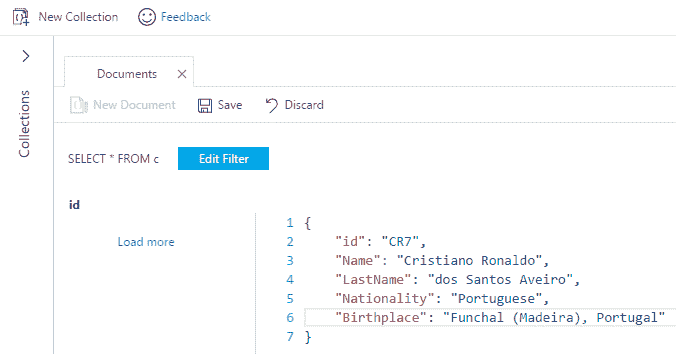 New Collection Feedback
Collections
Documents
New Document Save Discard
SELECT * FROM c Edit Filter
id
Load more
1 {
2 "id": "CR7",
3 "Name": "Cristiano Ronaldo",
4 "LastName": "dos Santos Aveiro",
5 "Nationality": "Portuguese",
6 "Birthplace": "Funchal (Madeira), Portugal"
7 }